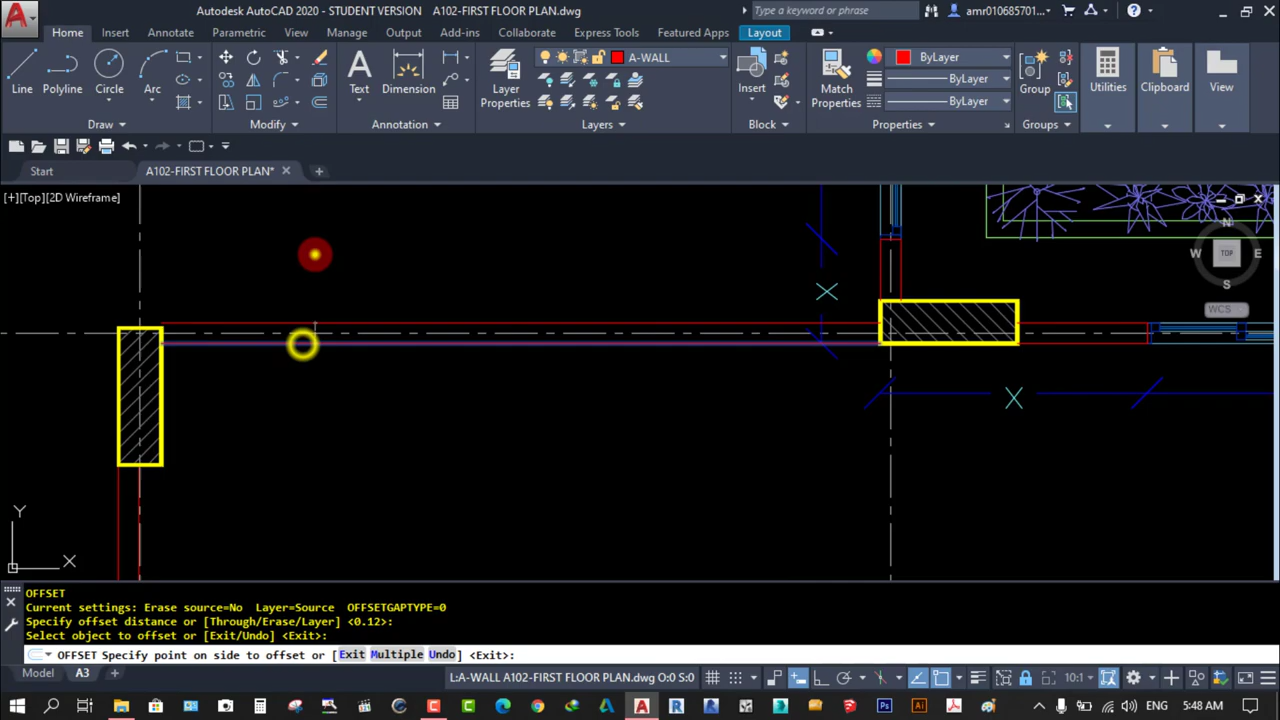 Autodesk AutoCAD 2020 - STUDENT VERSION A102-FIRST FLOOR PLAN.dwg
Type a keyword or phrase
amr010685701...
Home Insert Annotate Parametric View Manage Output Add-ins Collaborate Express Tools Featured Apps Layout
A-WALL
ByLayer
ByLayer
ByLayer
Line Polyline Circle Arc Text Dimension Layer Properties Insert Match Properties Group Utilities Clipboard View
Draw Modify Annotation Layers Block Properties Groups
Start A102-FIRST FLOOR PLAN*
[+][Top][2D Wireframe]
N
W TOP E
S
WCS
X
X
Y
X
OFFSET
Current settings: Erase source=No Layer=Source OFFSETGAPTYPE=0
Specify offset distance or [Through/Erase/Layer] <0.12>:
Select object to offset or [Exit/Undo] <Exit>:
OFFSET Specify point on side to offset or [Exit Multiple Undo] <Exit>:
Model A3
L:A-WALL A102-FIRST FLOOR PLAN.dwg O:0 S:0
10:1
ENG 5:48 AM